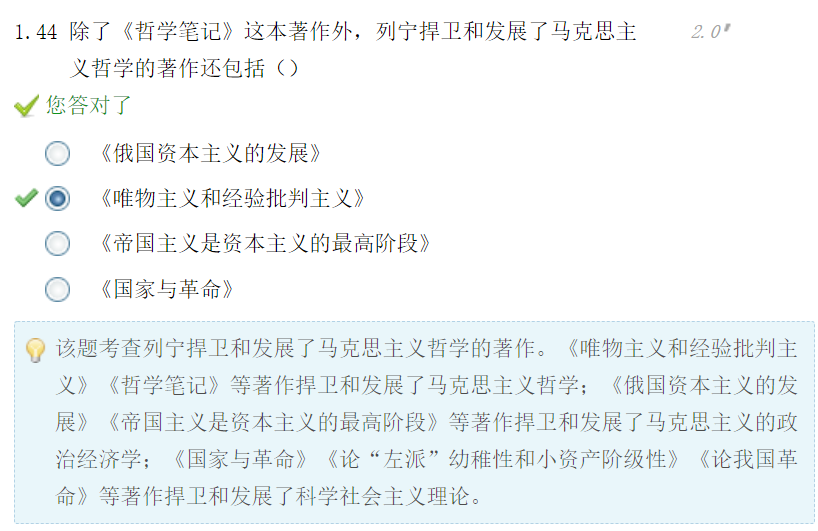 1.44 除了《哲学笔记》这本著作外，列宁捍卫和发展了马克思主 2.0'
义哲学的著作还包括（）
您答对了
《俄国资本主义的发展》
《唯物主义和经验批判主义》
《帝国主义是资本主义的最高阶段》
《国家与革命》
该题考查列宁捍卫和发展了马克思主义哲学的著作。《唯物主义和经验批判主
义》《哲学笔记》等著作捍卫和发展了马克思主义哲学；《俄国资本主义的发
展》《帝国主义是资本主义的最高阶段》等著作捍卫和发展了马克思主义的政
治经济学；《国家与革命》《论“左派”幼稚性和小资产阶级性》《论我国革
命》等著作捍卫和发展了科学社会主义理论。